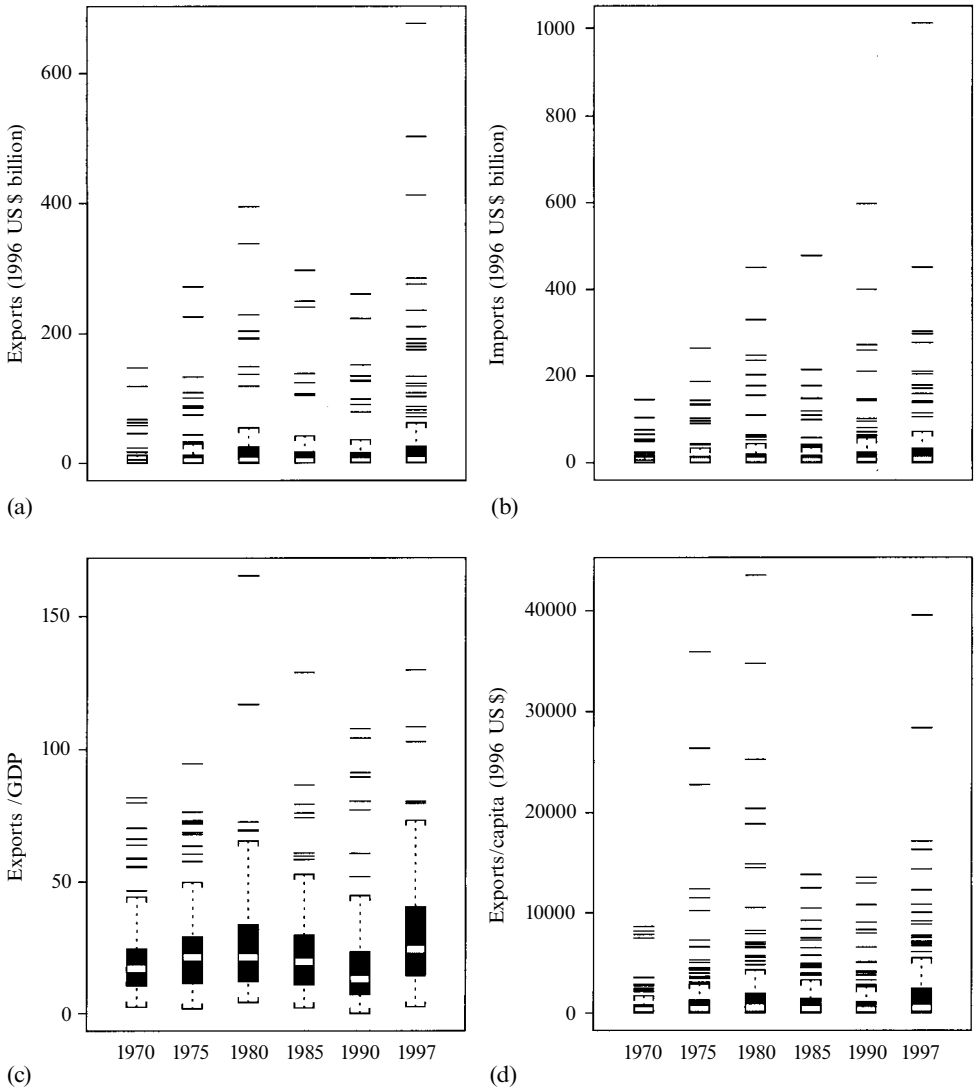 Exports (1996 US$ billion)
600
400
200
0
(a)
Imports (1996 US$ billion)
1000
800
600
400
200
0
(b)
Exports /GDP
150
100
50
0
1970 1975 1980 1985 1990 1997
(c)
Exports/capita (1996 US$)
40000
30000
20000
10000
0
1970 1975 1980 1985 1990 1997
(d)